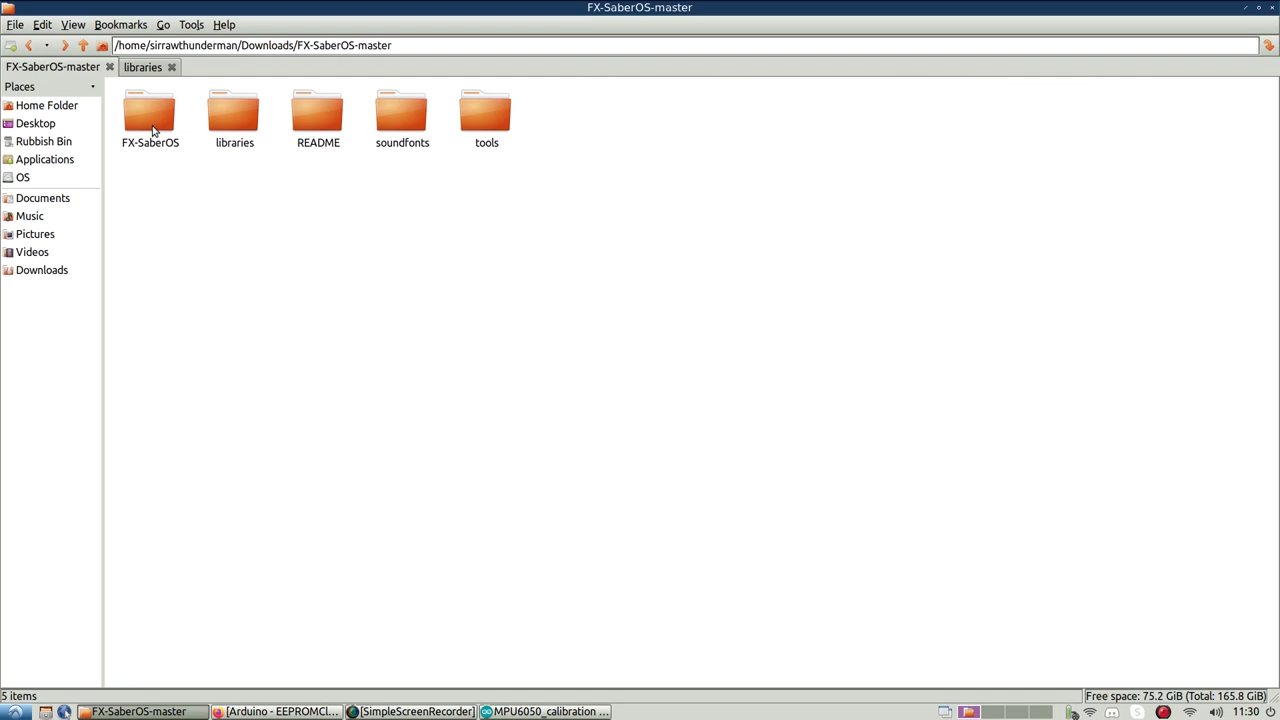 FX-SaberOS-master
File Edit View Bookmarks Go Tools Help
/home/sirrawthunderman/Downloads/FX-SaberOS-master
FX-SaberOS-master libraries
Places
Home Folder
Desktop
Rubbish Bin
Applications
OS
Documents
Music
Pictures
Videos
Downloads
FX-SaberOS libraries README soundfonts tools
5 items Free space: 75.2 GiB (Total: 165.8 GiB)
FX-SaberOS-master [Arduino - EEPROMCl... [SimpleScreenRecorder] MPU6050_calibration ... 11:30